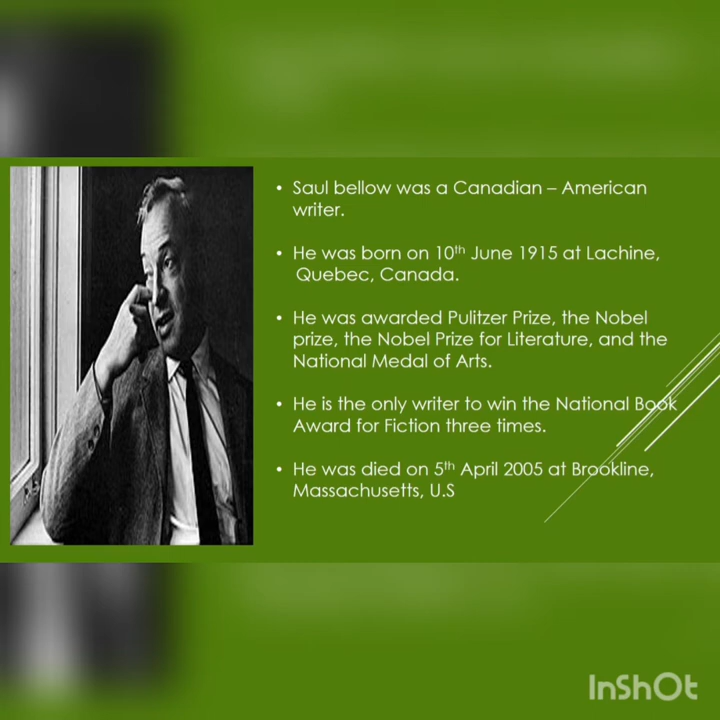 • Saul bellow was a Canadian – American
writer.
• He was born on 10th June 1915 at Lachine,
Quebec, Canada.
• He was awarded Pulitzer Prize, the Nobel
prize, the Nobel Prize for Literature, and the
National Medal of Arts.
• He is the only writer to win the National Book
Award for Fiction three times.
• He was died on 5th April 2005 at Brookline,
Massachusetts, U.S
InShOt